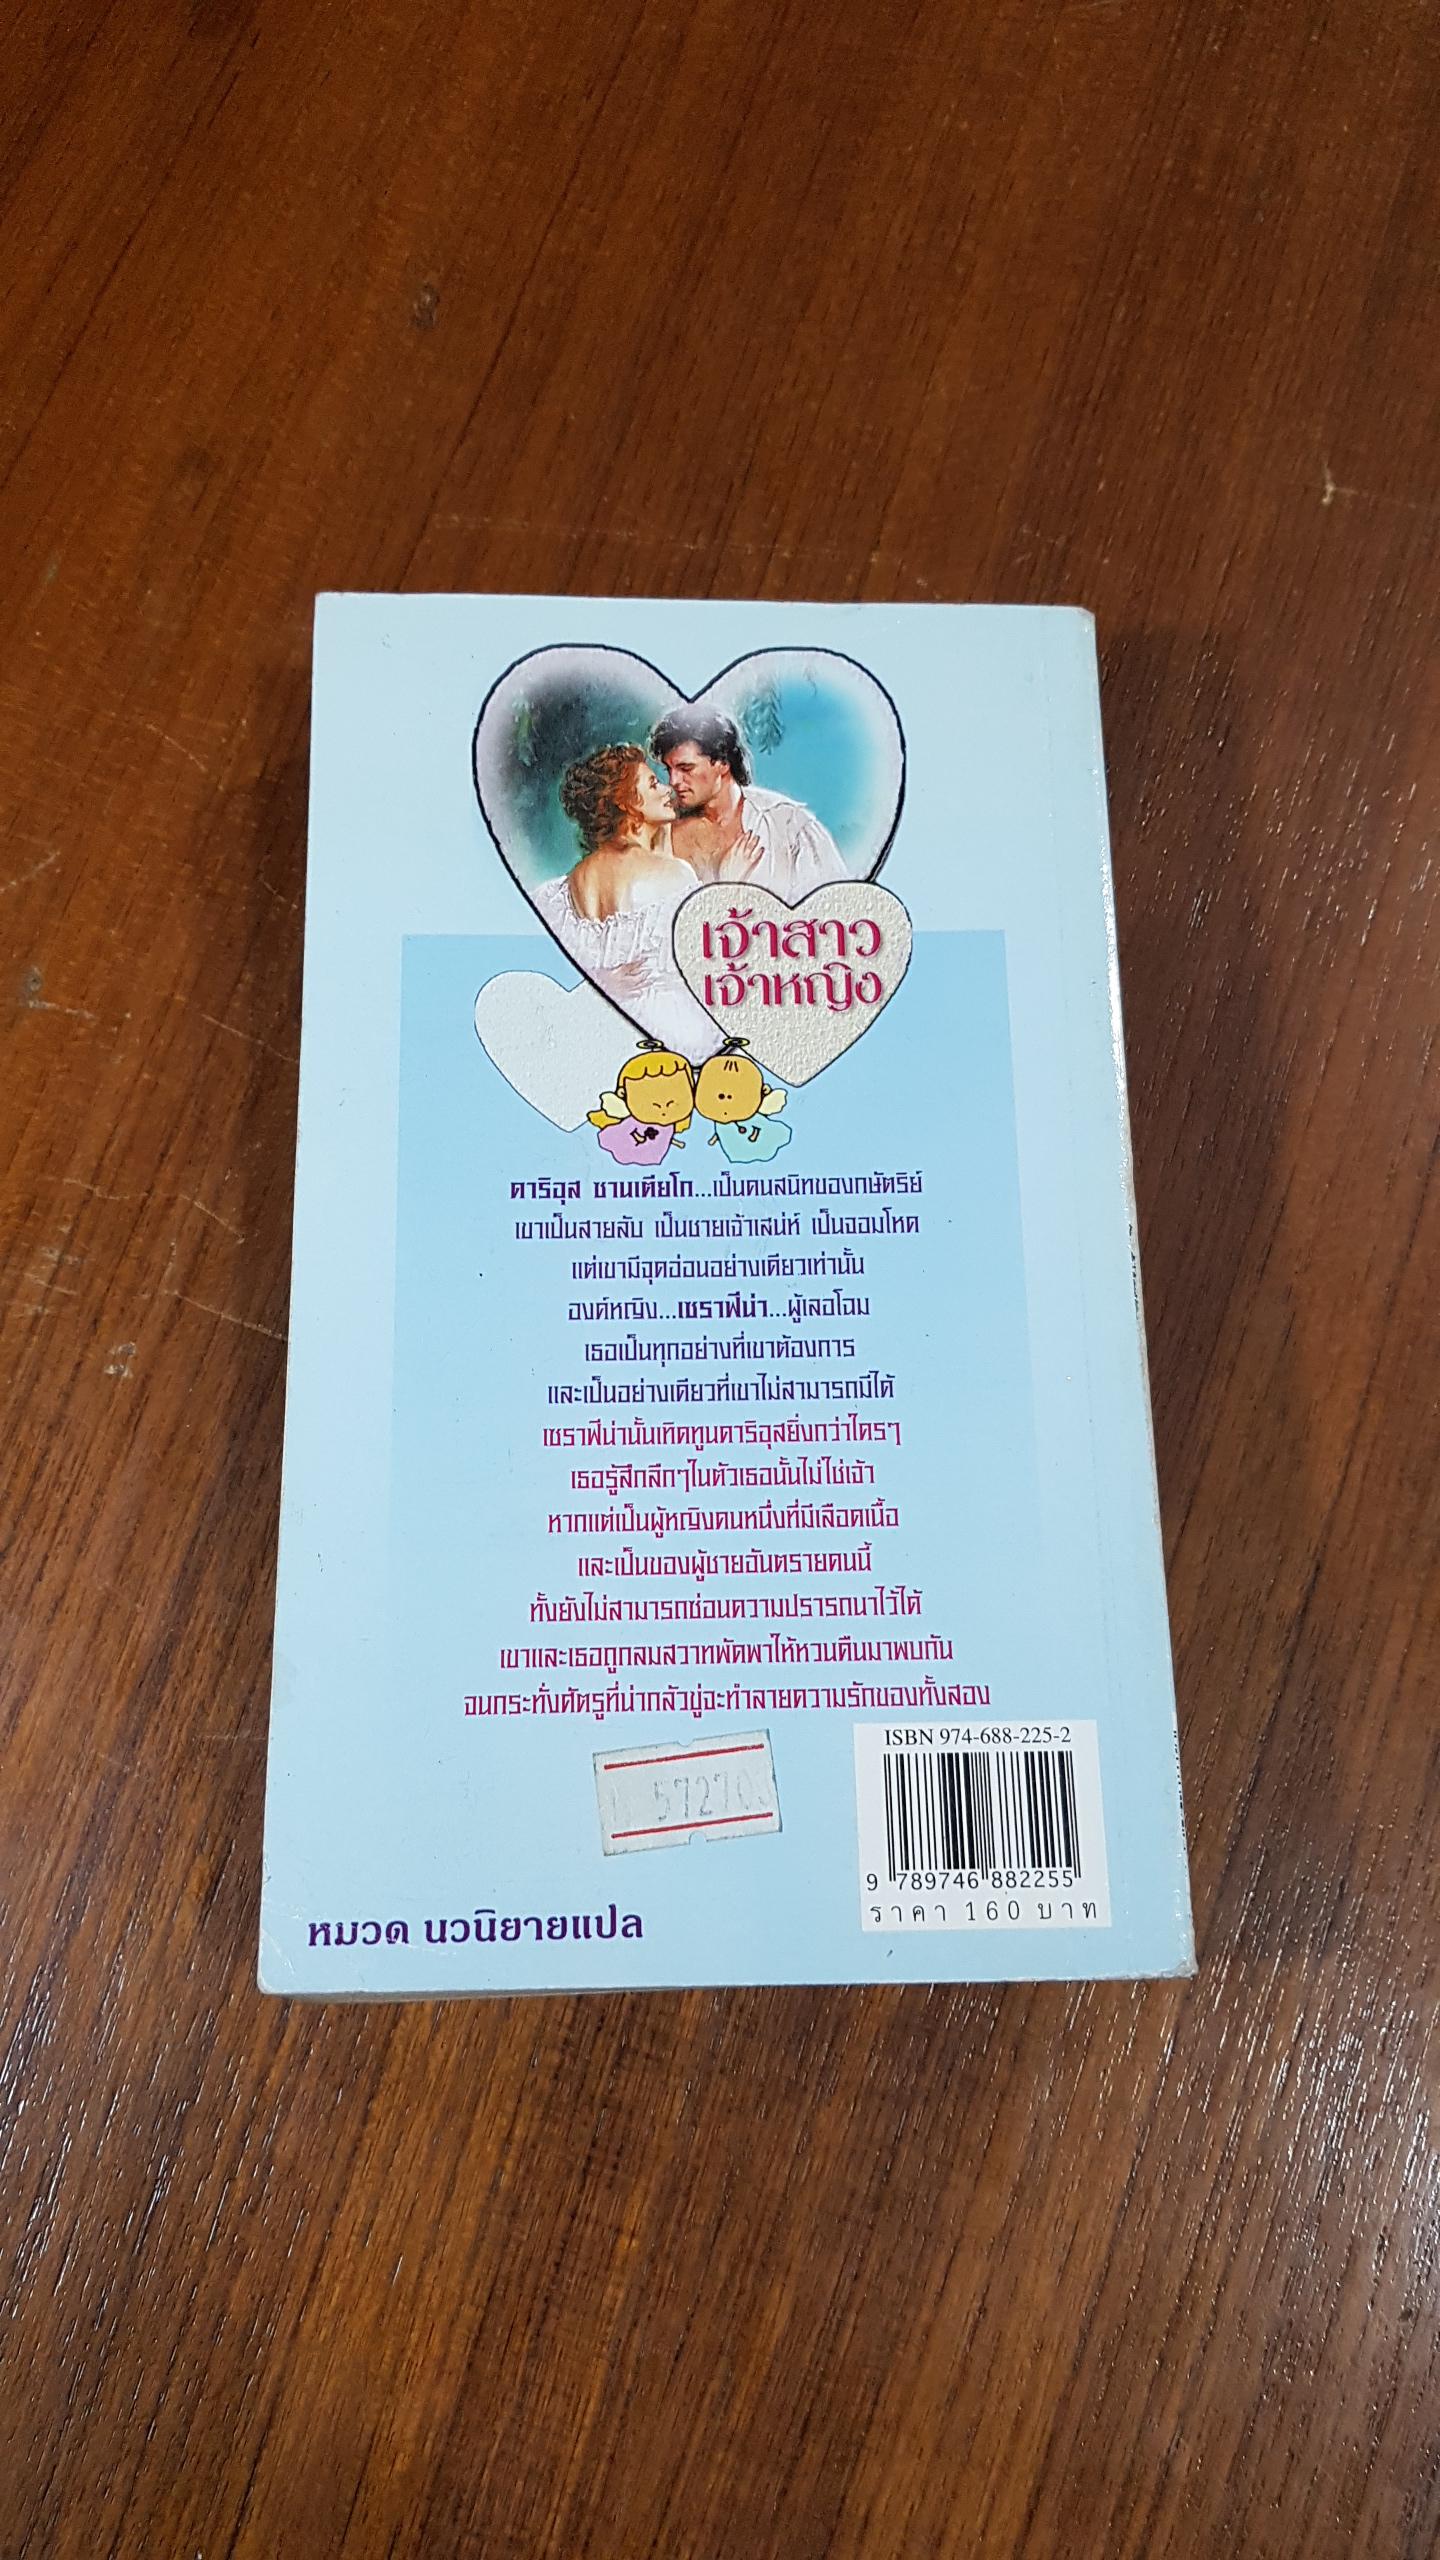 เจ้าสาว
เจ้าหญิง
ดาริอุส ซานเตียโก...เป็นคนสนิทของกษัตริย์
เขาเป็นสายลับ เป็นชายเจ้าเสน่ห์ เป็นจอมโหด
แต่เขามีจุดอ่อนอย่างเดียวเท่านั้น
องค์หญิง...เซราฟีน่า...ผู้เลอโฉม
เธอเป็นทุกอย่างที่เขาต้องการ
และเป็นอย่างเดียวที่เขาไม่สามารถมีได้
เซราฟีน่านั้นเทิดทูนดาริอุสยิ่งกว่าใครๆ
เธอรู้สึกลึกๆในตัวเธอนั้นไม่ใช่เจ้า
หากแต่เป็นผู้หญิงคนหนึ่งที่มีเลือดเนื้อ
และเป็นของผู้ชายอันตรายคนนี้
ทั้งยังไม่สามารถซ่อนความปรารถนาไว้ได้
เขาและเธอถูกลมสวาทพัดพาให้หวนคืนมาพบกัน
จนกระทั่งศัตรูที่น่ากลัวขู่จะทำลายความรักของทั้งสอง
ISBN 974-688-225-2
9 789746 882255
ราคา 160 บาท
หมวด นวนิยายแปล